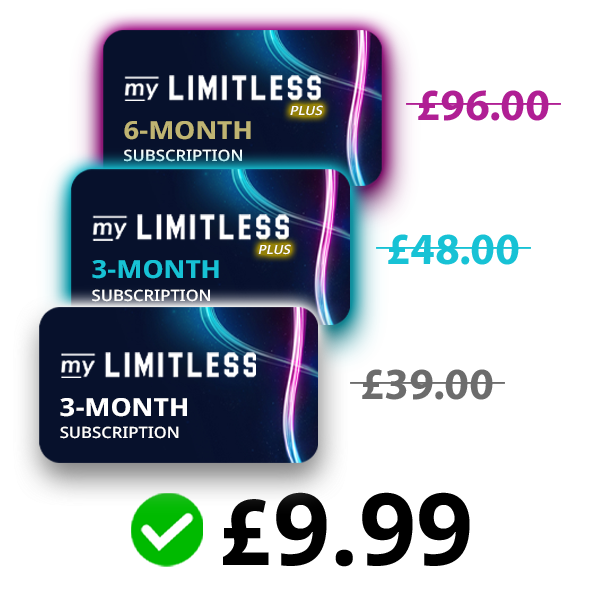 my LIMITLESS
PLUS
6-MONTH
SUBSCRIPTION
£96.00
my LIMITLESS
PLUS
3-MONTH
SUBSCRIPTION
£48.00
my LIMITLESS
3-MONTH
SUBSCRIPTION
£39.00
£9.99